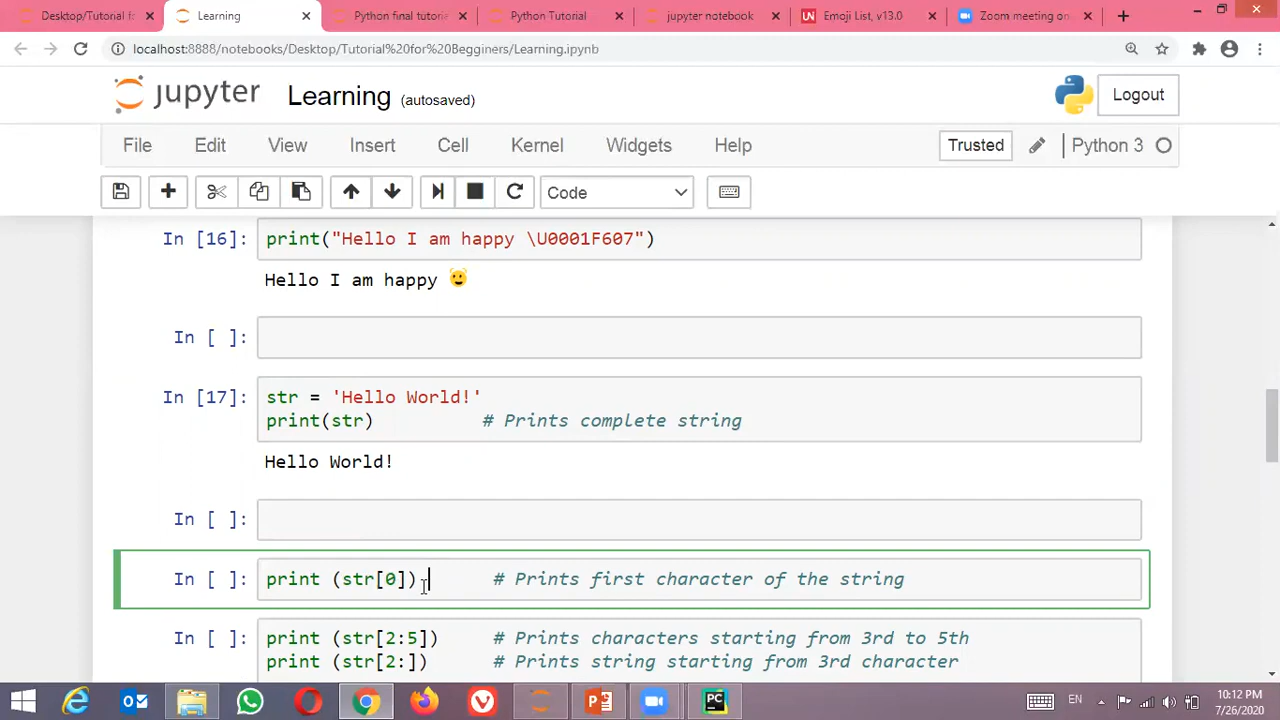 Desktop/Tutorial fo
Learning
Python final tutoria
Python Tutorial
jupyter notebook
UN
Emoji List, v13.0
Zoom meeting on
localhost:8888/notebooks/Desktop/Tutorial%20for%20Begginers/Learning.ipynb
jupyter Learning (autosaved)
Logout
File Edit View Insert Cell Kernel Widgets Help
Trusted
Python 3
Code
In [16]: print("Hello I am happy \U0001F607")
Hello I am happy
In [ ]:
In [17]: str = 'Hello World!'
print(str) # Prints complete string
Hello World!
In [ ]:
In [ ]: print (str[0]) # Prints first character of the string
In [ ]: print (str[2:5]) # Prints characters starting from 3rd to 5th
print (str[2:]) # Prints string starting from 3rd character
PC
EN
10:12 PM
7/26/2020